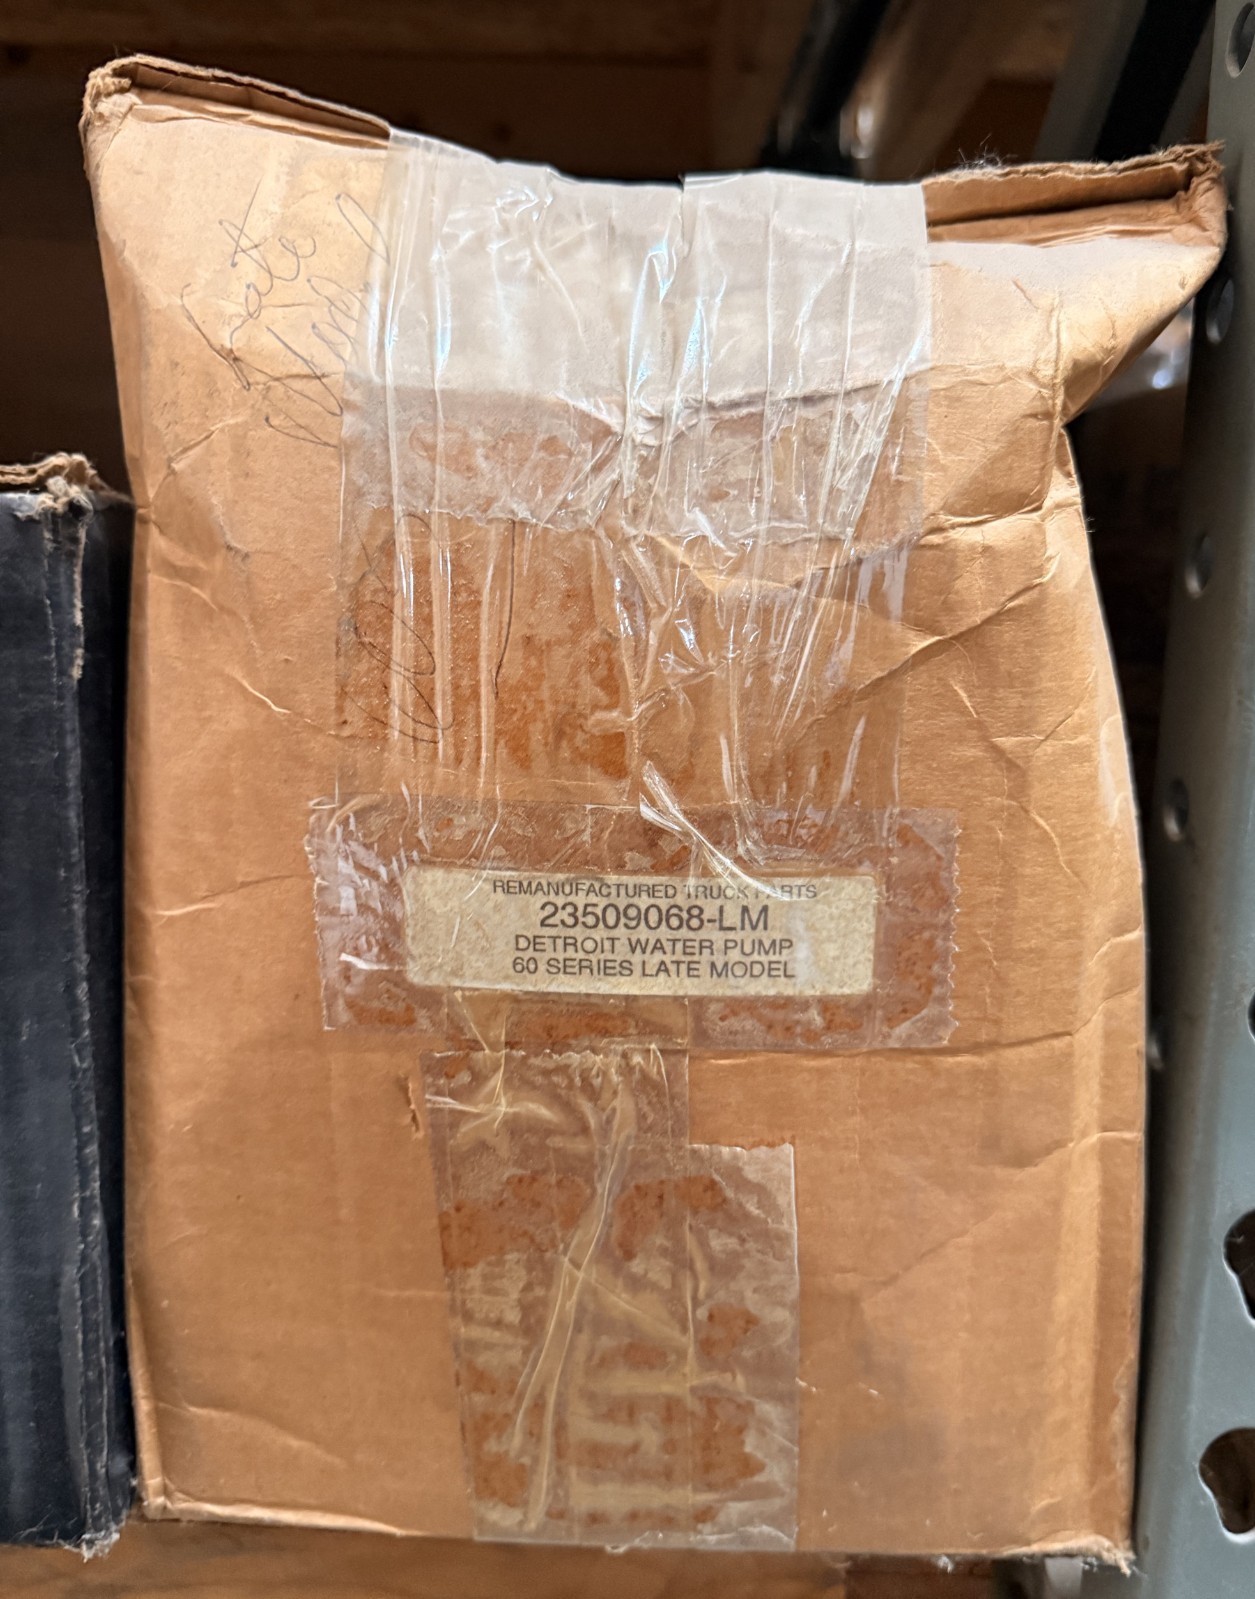 REMANUFACTURED TRUCK PARTS
23509068-LM
DETROIT WATER PUMP
60 SERIES LATE MODEL